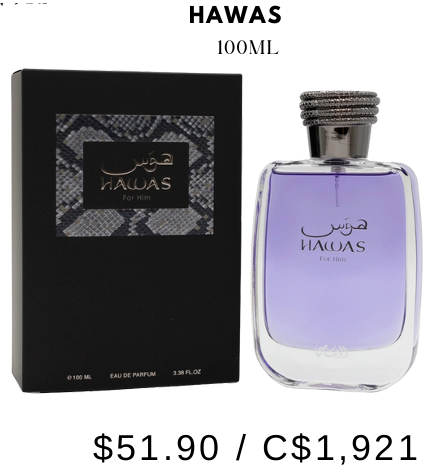 HAWAS
100ML
هوس
HAWAS
For Him
℮100 ML EAU DE PARFUM 3.38 FL.OZ
هوس
HAWAS
For Him
$51.90 / C$1,921